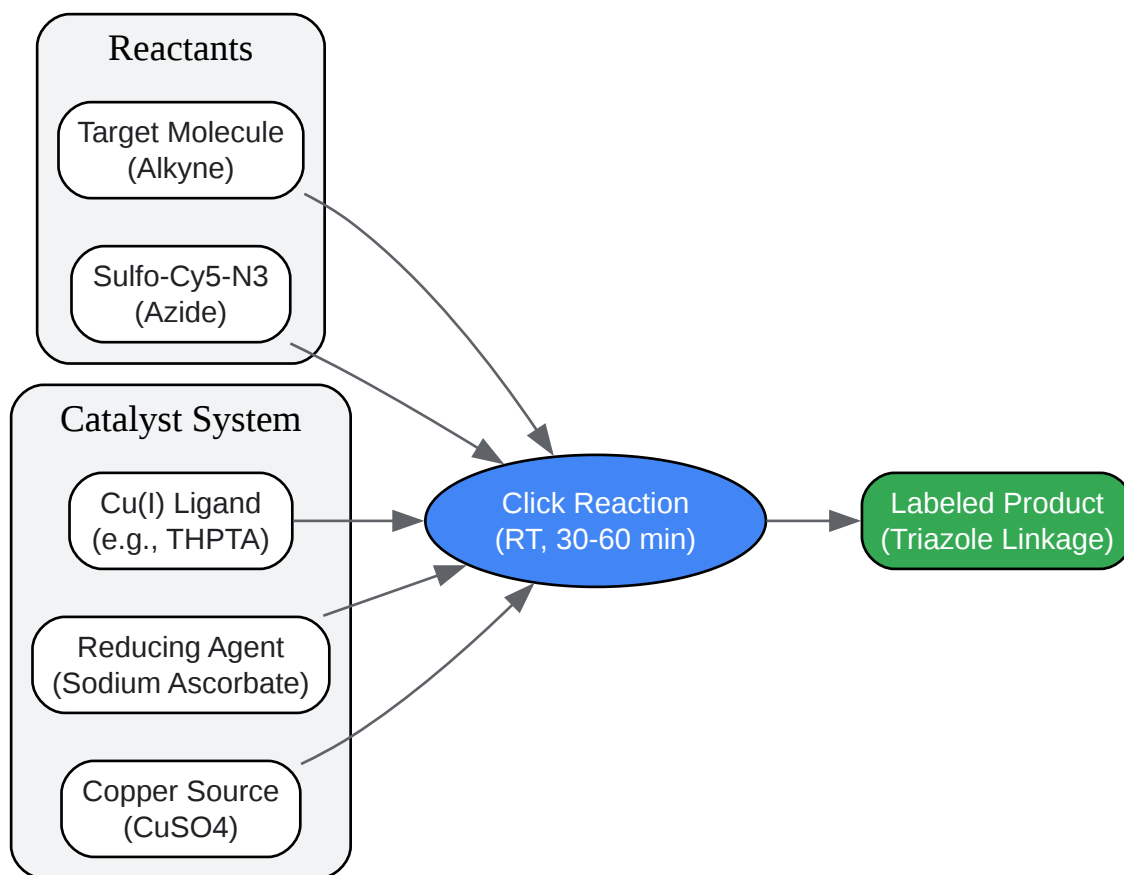 Reactants
Target Molecule
(Alkyne)
Sulfo-Cy5-N3
(Azide)
Catalyst System
Cu(I) Ligand
(e.g., THPTA)
Reducing Agent
(Sodium Ascorbate)
Copper Source
(CuSO4)
Click Reaction
(RT, 30-60 min)
Labeled Product
(Triazole Linkage)